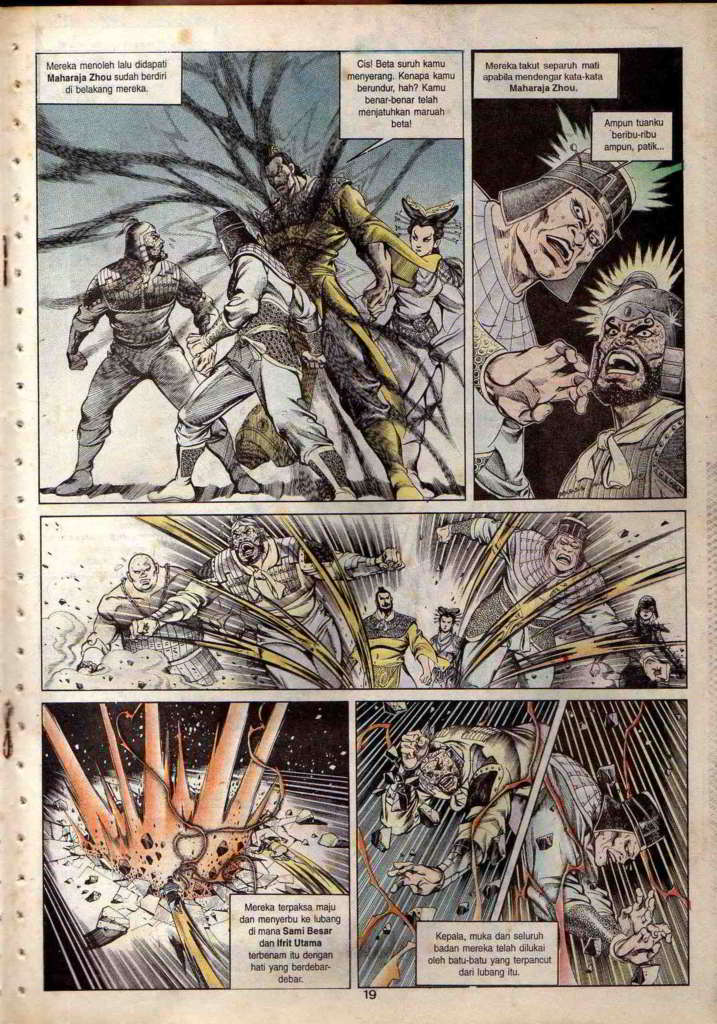 Mereka menoleh lalu didapati
Maharaja Zhou sudah berdiri
di belakang mereka.
Cis! Beta suruh kamu
menyerang. Kenapa kamu
berundur, hah? Kamu
benar-benar telah
menjatuhkan maruah
beta!
Mereka takut separuh mati
apabila mendengar kata-kata
Maharaja Zhou.
Ampun tuanku
beribu-ribu
ampun, patik...
Mereka terpaksa maju
dan menyerbu ke lubang
di mana Sami Besar
dan Ifrit Utama
terbenam itu dengan
hati yang berdebar-
debar.
Kepala, muka dan seluruh
badan mereka telah dilukai
oleh batu-batu yang terpancut
dari lubang itu.
19